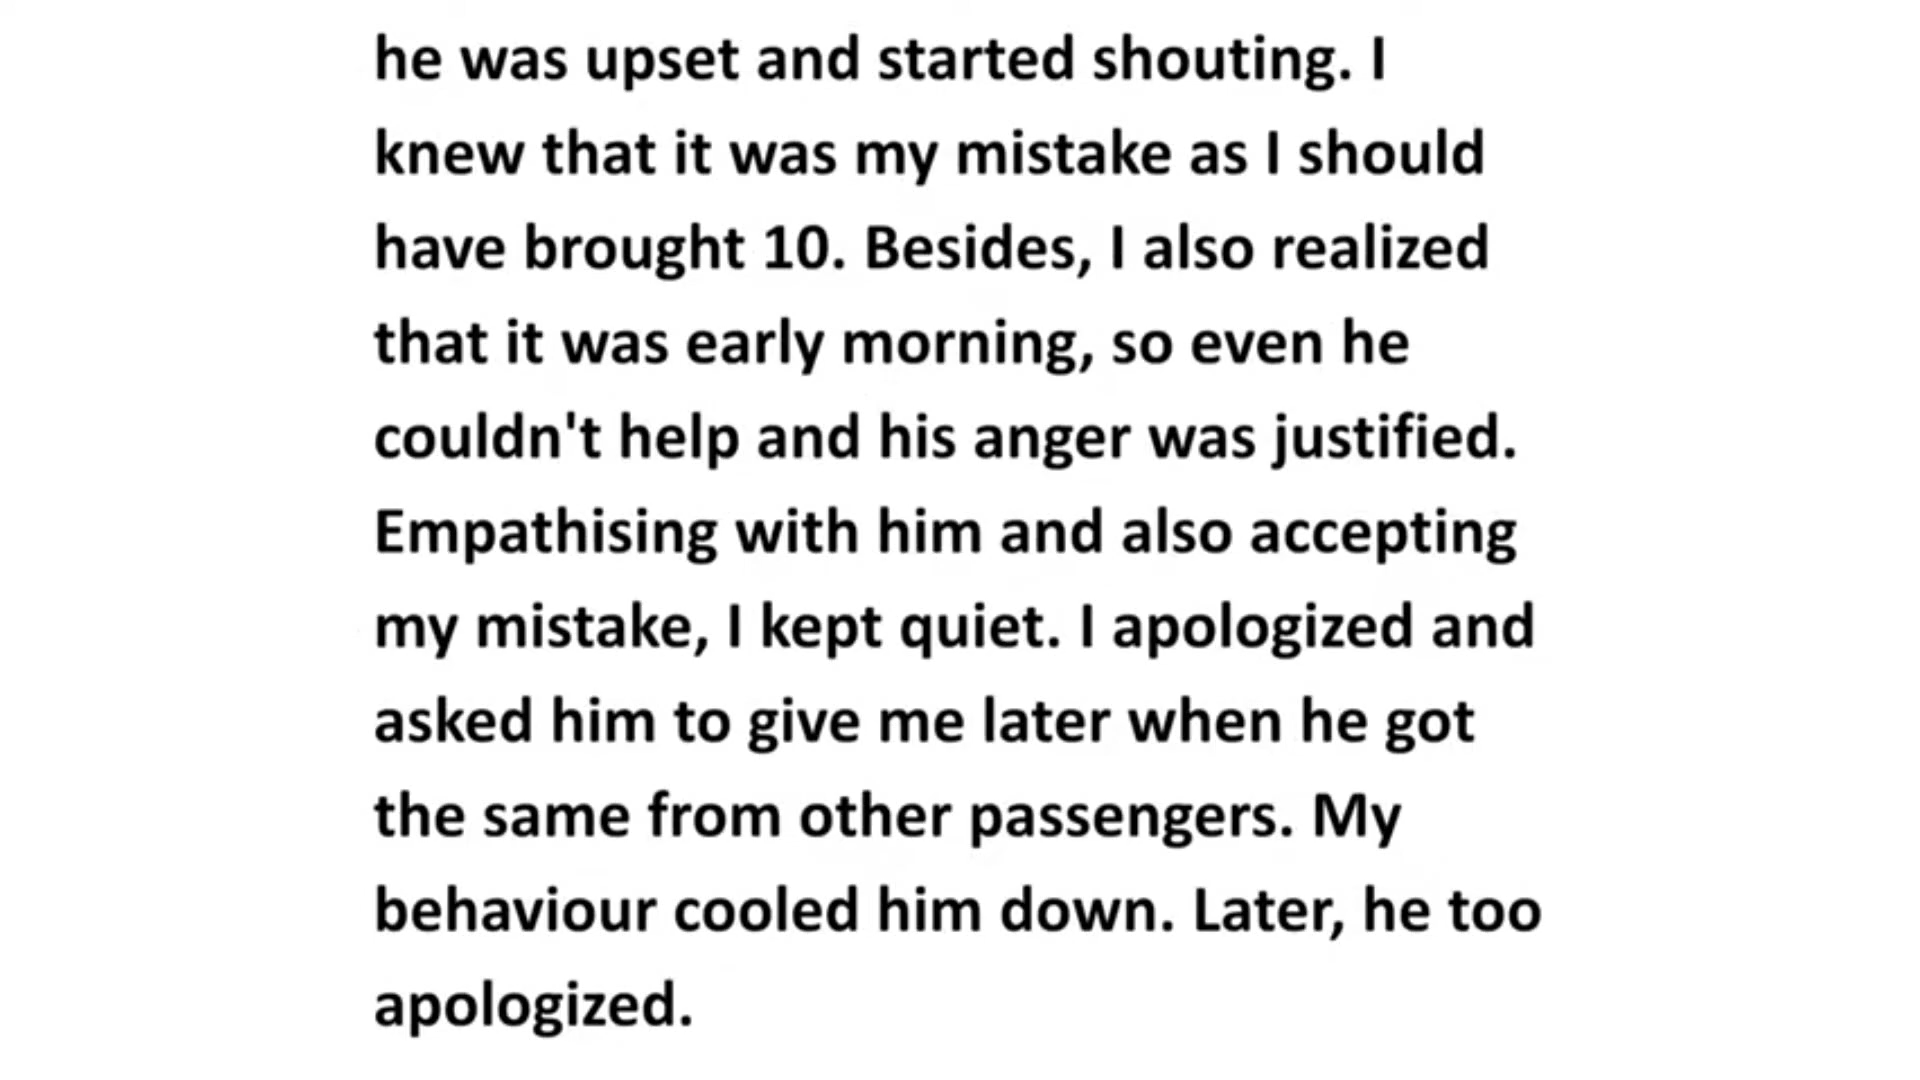 he was upset and started shouting. I
knew that it was my mistake as I should
have brought 10. Besides, I also realized
that it was early morning, so even he
couldn't help and his anger was justified.
Empathising with him and also accepting
my mistake, I kept quiet. I apologized and
asked him to give me later when he got
the same from other passengers. My
behaviour cooled him down. Later, he too
apologized.